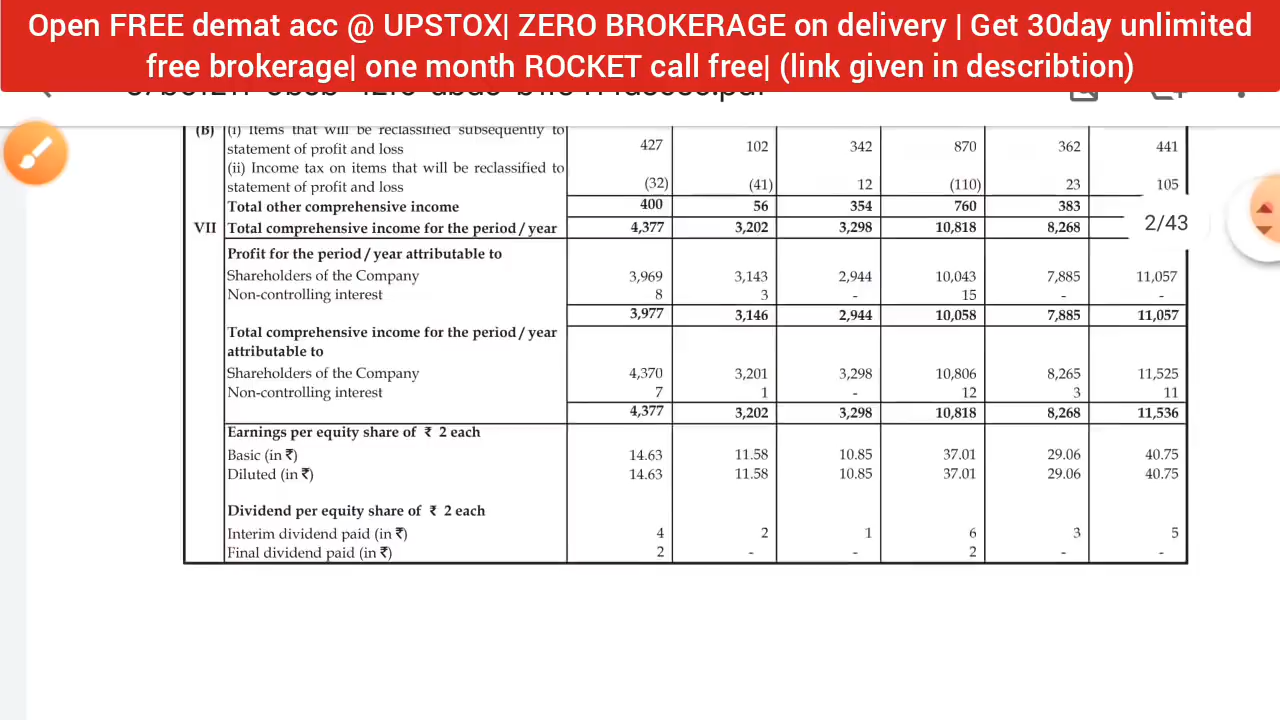 Open FREE demat acc @ UPSTOX| ZERO BROKERAGE on delivery | Get 30day unlimited
free brokerage| one month ROCKET call free| (link given in describtion)
(B) (i) Items that will be reclassified subsequently to
statement of profit and loss 427 102 342 870 362 441
(ii) Income tax on items that will be reclassified to
statement of profit and loss (32) (41) 12 (110) 23 105
Total other comprehensive income 400 56 354 760 383
2/43
VII Total comprehensive income for the period / year 4,377 3,202 3,298 10,818 8,268
Profit for the period / year attributable to
Shareholders of the Company 3,969 3,143 2,944 10,043 7,885 11,057
Non-controlling interest 8 3 - 15 - -
3,977 3,146 2,944 10,058 7,885 11,057
Total comprehensive income for the period / year
attributable to
Shareholders of the Company 4,370 3,201 3,298 10,806 8,265 11,525
Non-controlling interest 7 1 - 12 3 11
4,377 3,202 3,298 10,818 8,268 11,536
Earnings per equity share of ₹ 2 each
Basic (in ₹) 14.63 11.58 10.85 37.01 29.06 40.75
Diluted (in ₹) 14.63 11.58 10.85 37.01 29.06 40.75
Dividend per equity share of ₹ 2 each
Interim dividend paid (in ₹) 4 2 1 6 3 5
Final dividend paid (in ₹) 2 - - 2 - -